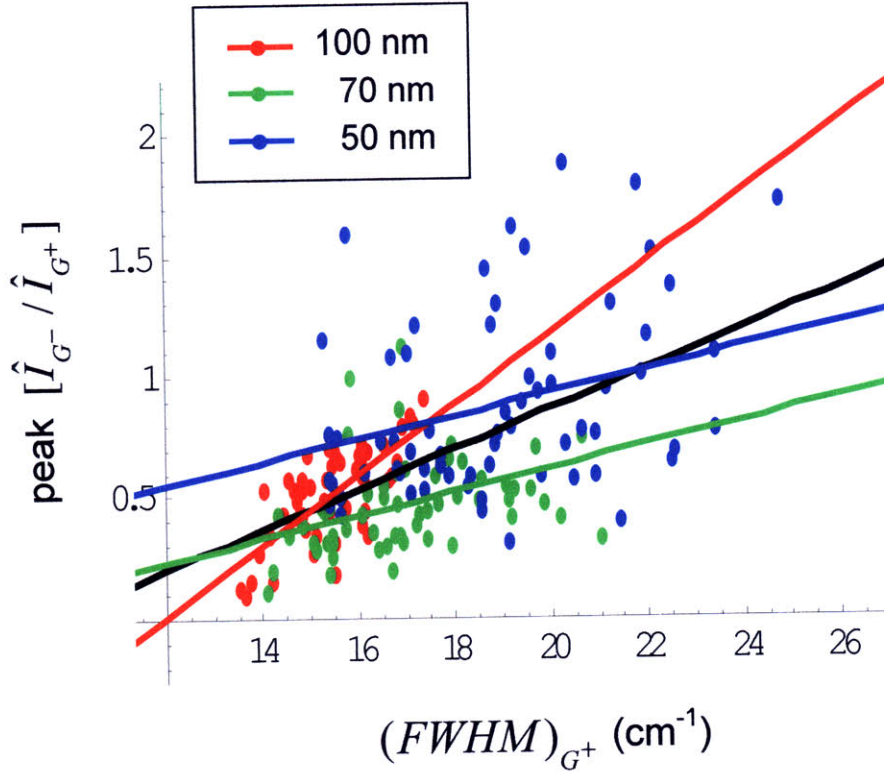 100 nm
70 nm
50 nm
2
1.5
1
0.5
14 16 18 20 22 24 26
peak [Î_{G^-} / Î_{G^+}]
(FWHM)_{G^+} (cm^{-1})